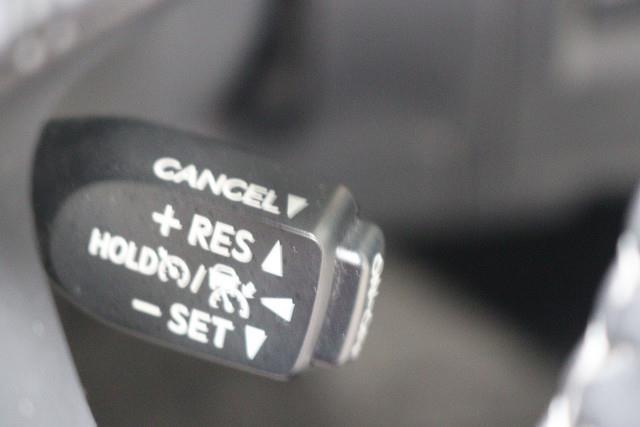 CANCEL
+ RES
HOLD /
- SET